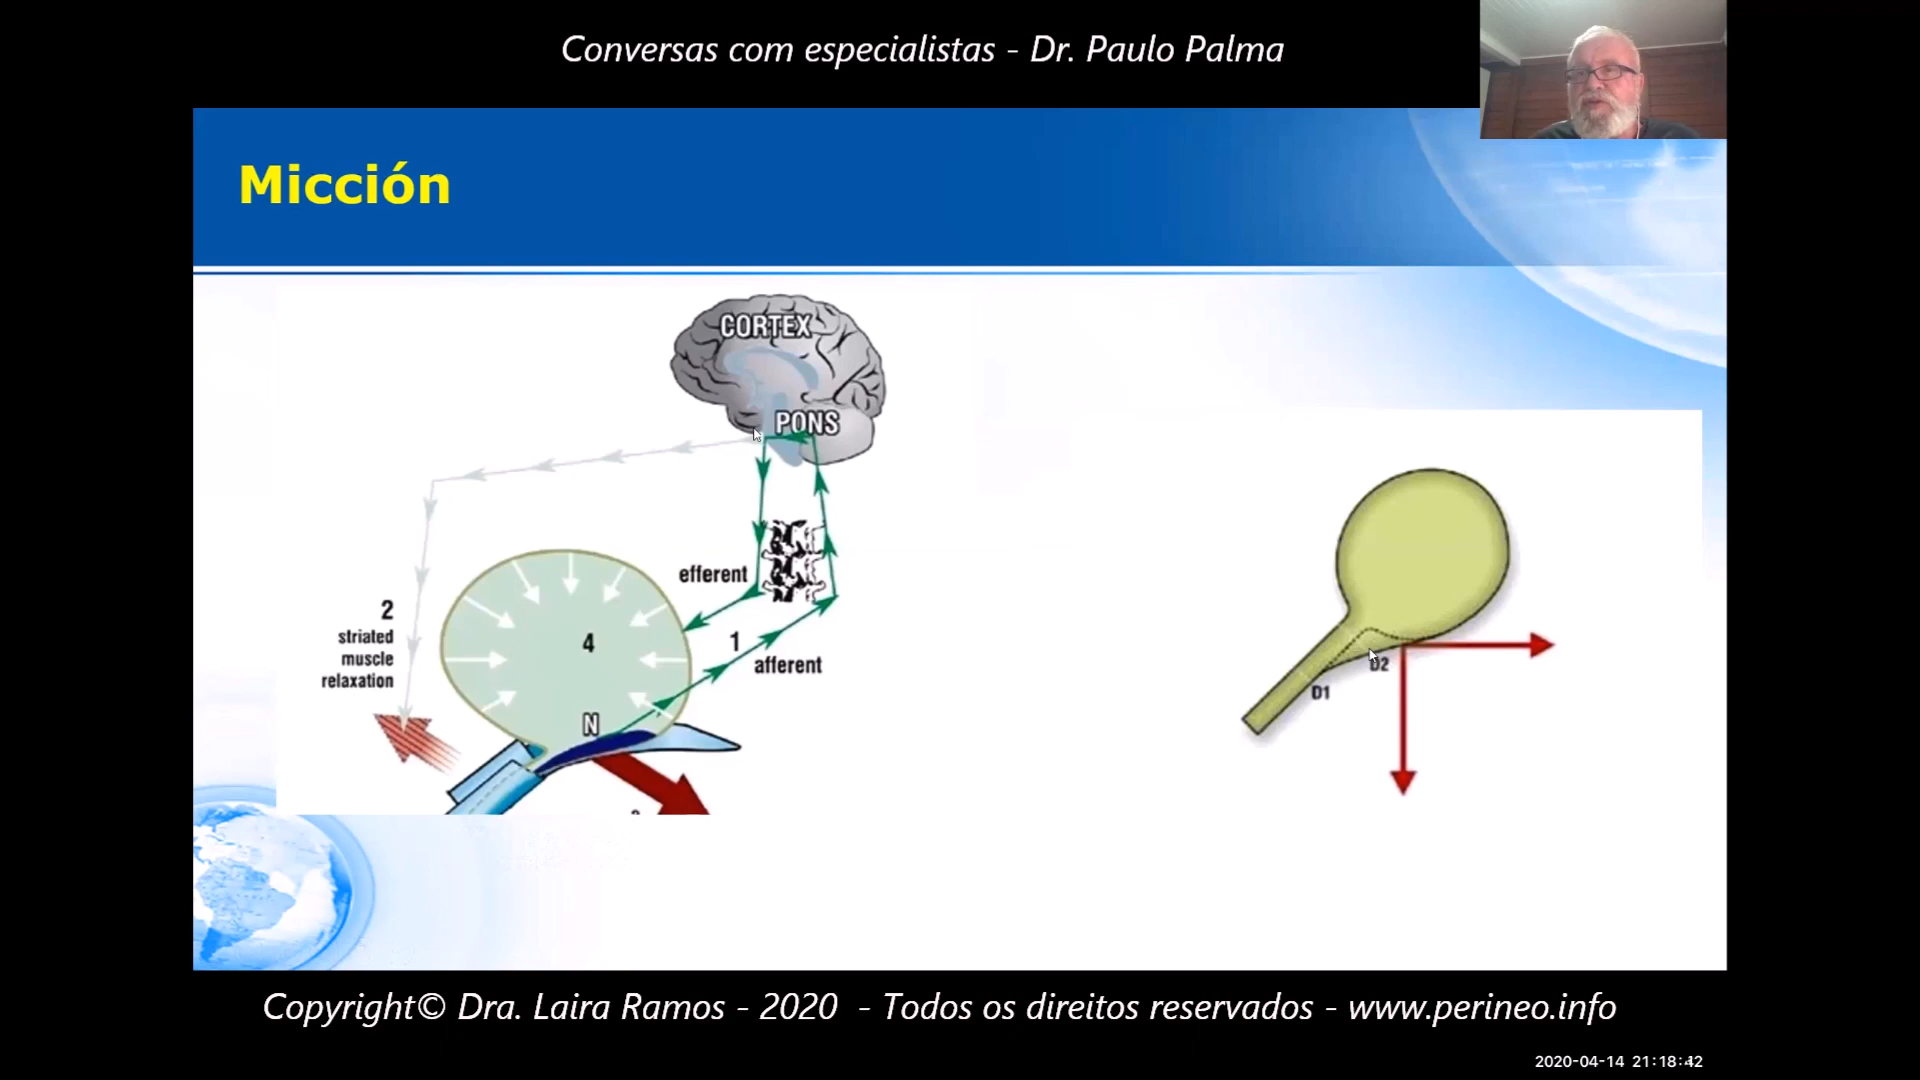 Conversas com especialistas - Dr. Paulo Palma
Micción
CORTEX
PONS
efferent
2
striated
muscle
relaxation
4
1
afferent
N
D2
D1
Copyright© Dra. Laira Ramos - 2020 - Todos os direitos reservados - www.perineo.info
2020-04-14 21:18:42